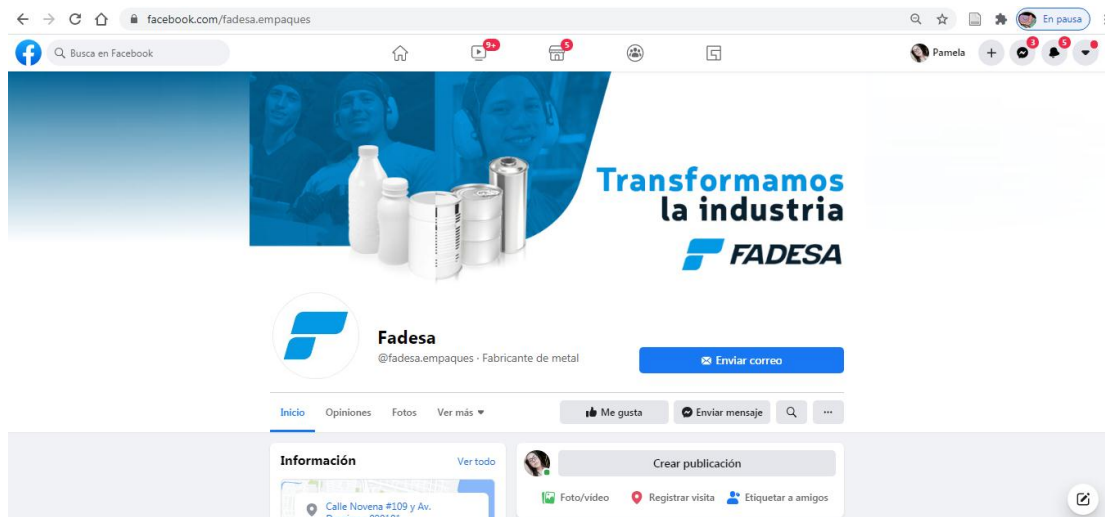 facebook.com/fadesa.empaques
En pausa
Busca en Facebook
9+
5
Pamela
3
5
Transformamos
la industria
FADESA
Fadesa
@fadesa.empaques · Fabricante de metal
Enviar correo
Inicio
Opiniones
Fotos
Ver más
Me gusta
Enviar mensaje
Información
Ver todo
Crear publicación
Foto/video
Registrar visita
Etiquetar a amigos
Calle Novena #109 y Av.